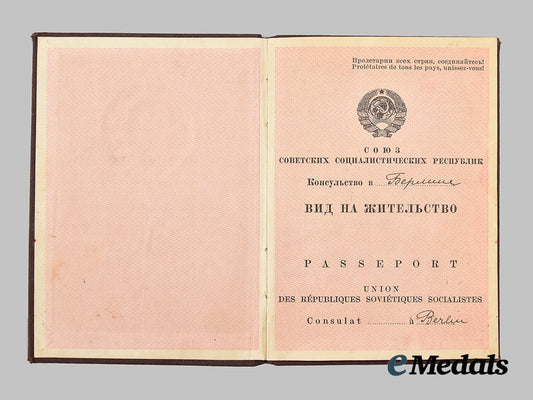 Пролетарии всех стран, соединяйтесь!
Prolétaires de tous les pays, unissez-vous!
СОЮЗ
СОВЕТСКИХ СОЦИАЛИСТИЧЕСКИХ РЕСПУБЛИК
Консульство в Берлине
ВИД НА ЖИТЕЛЬСТВО
PASSEPORT
UNION
DES RÉPUBLIQUES SOVIÉTIQUES SOCIALISTES
Consulat à Berlin
eMedals